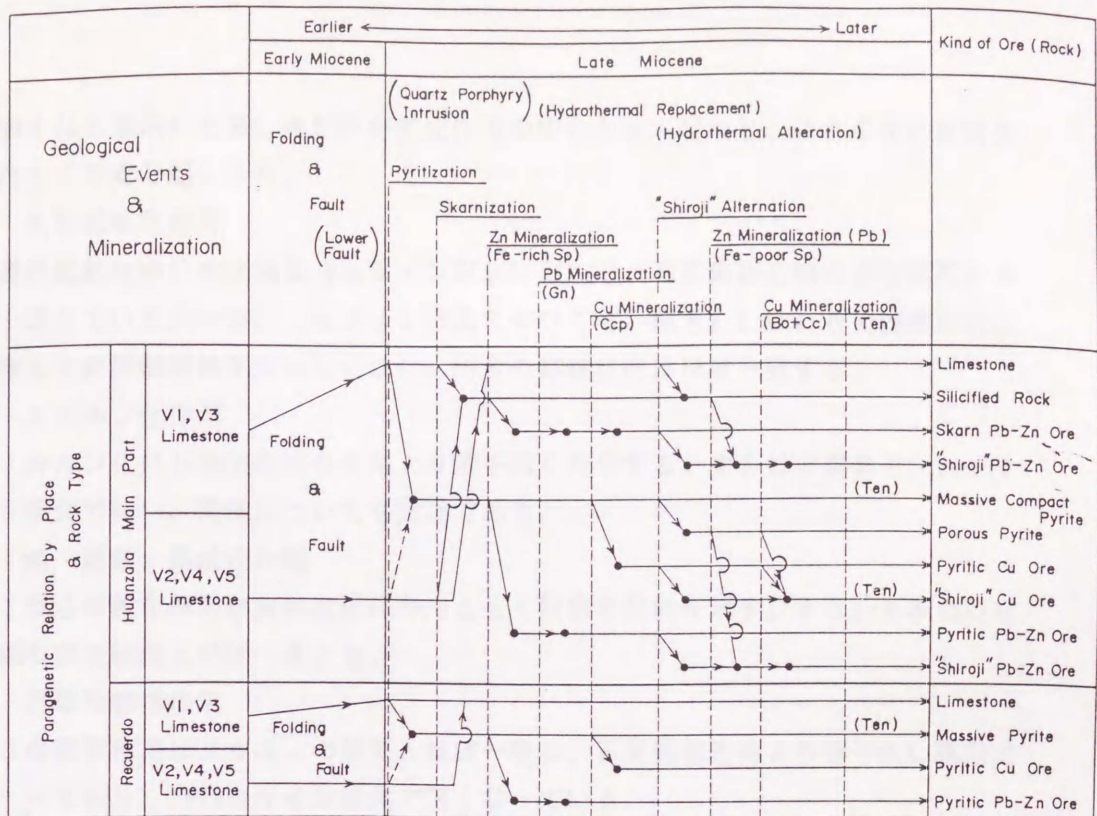 Earlier ← → Later
Kind of Ore (Rock)
Early Miocene
Late Miocene
Geological
Events
&
Mineralization
Folding
&
Fault
(Lower
Fault)
(Quartz Porphyry
Intrusion)
(Hydrothermal Replacement)
(Hydrothermal Alteration)
Pyritization
Skarnization
"Shiroji" Alternation
Zn Mineralization
(Fe-rich Sp)
Zn Mineralization (Pb)
(Fe-poor Sp)
Pb Mineralization
(Gn)
Cu Mineralization
(Ccp)
Cu Mineralization
(Bo+Cc) (Ten)
Paragenetic Relation by Place
& Rock Type
Huanzala Main Part
V1, V3
Limestone
Folding
&
Fault
V2, V4, V5
Limestone
(Ten)
(Ten)
Limestone
Silicified Rock
Skarn Pb-Zn Ore
"Shiroji" Pb-Zn Ore
Massive Compact
Pyrite
Porous Pyrite
Pyritic Cu Ore
"Shiroji" Cu Ore
Pyritic Pb-Zn Ore
"Shiroji" Pb-Zn Ore
Recuerdo
V1, V3
Limestone
Folding
&
Fault
V2, V4, V5
Limestone
(Ten)
Limestone
Massive Pyrite
Pyritic Cu Ore
Pyritic Pb-Zn Ore